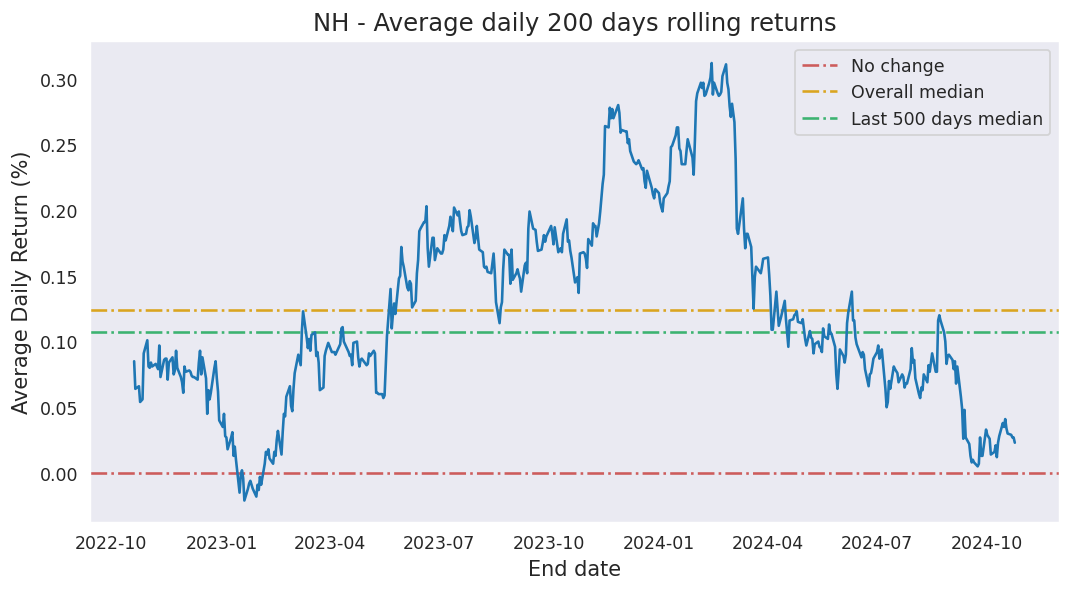 NH - Average daily 200 days rolling returns
No change
Overall median
Last 500 days median
Average Daily Return (%)
0.30
0.25
0.20
0.15
0.10
0.05
0.00
2022-10 2023-01 2023-04 2023-07 2023-10 2024-01 2024-04 2024-07 2024-10
End date